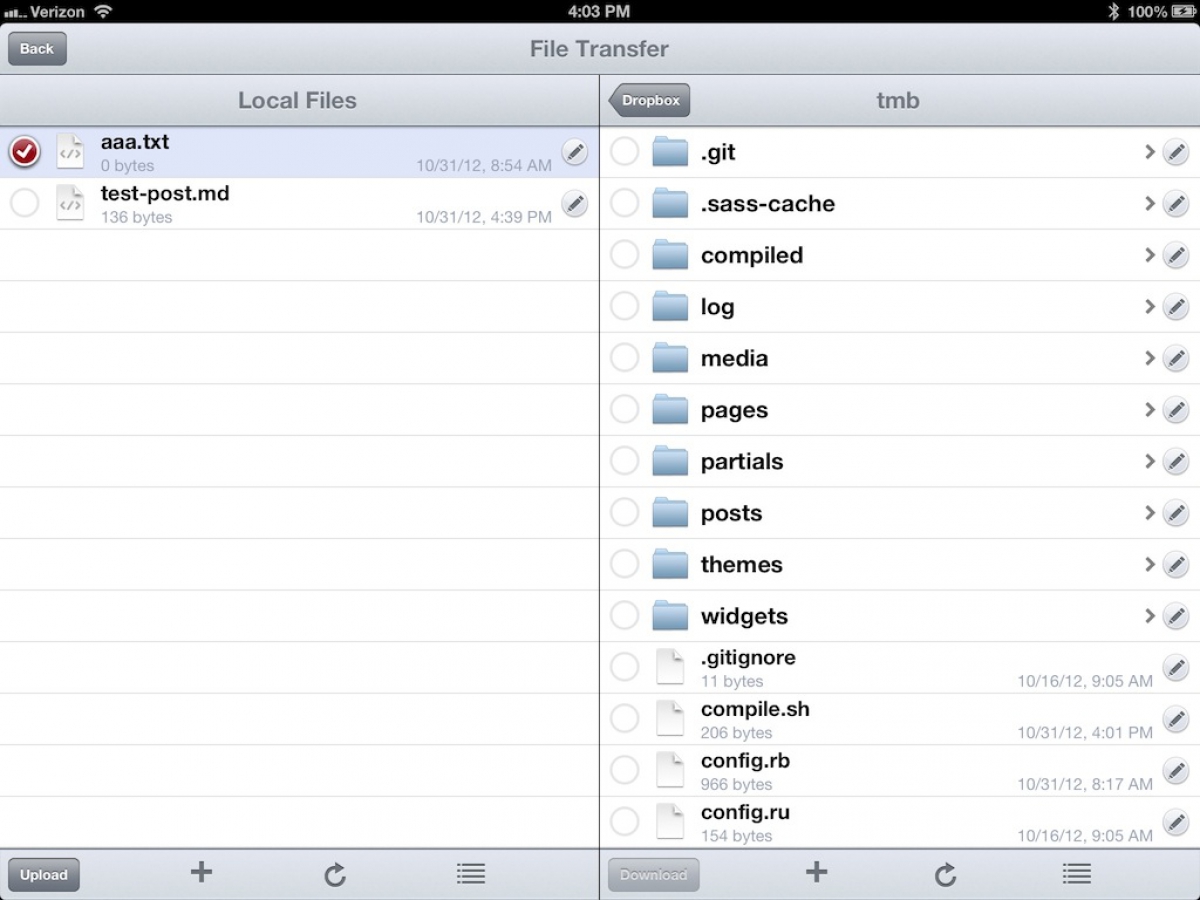 Verizon 4:03 PM 100%
Back File Transfer
Local Files
aaa.txt
0 bytes 10/31/12, 8:54 AM
test-post.md
136 bytes 10/31/12, 4:39 PM
Upload
Dropbox tmb
.git
.sass-cache
compiled
log
media
pages
partials
posts
themes
widgets
.gitignore
11 bytes 10/16/12, 9:05 AM
compile.sh
206 bytes 10/31/12, 4:01 PM
config.rb
966 bytes 10/31/12, 8:17 AM
config.ru
154 bytes 10/16/12, 9:05 AM
Download